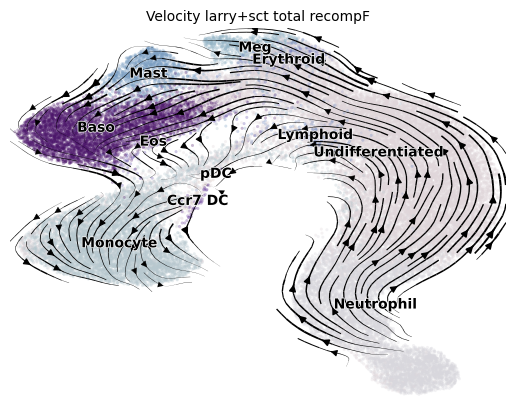 Velocity larry+sct total recompF
Meg
Erythroid
Mast
Baso
Eos
Lymphoid
Undifferentiated
pDC
Ccr7 DC
Monocyte
Neutrophil